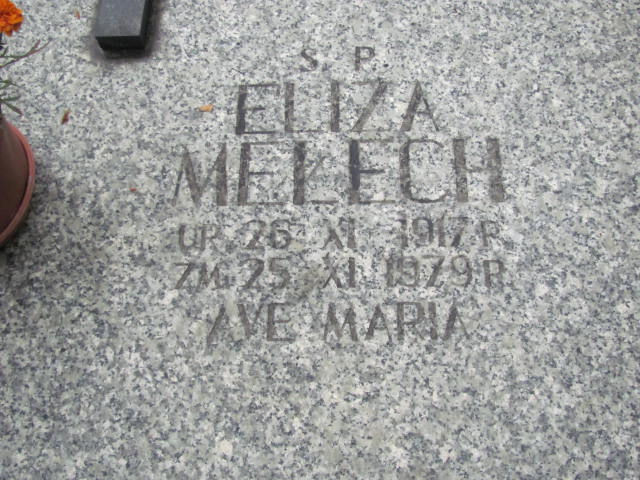 S P
ELIZA
MEŁECH
UR. 26 XI 1917 R.
ZM. 25 XI 1979 R.
AVE MARIA